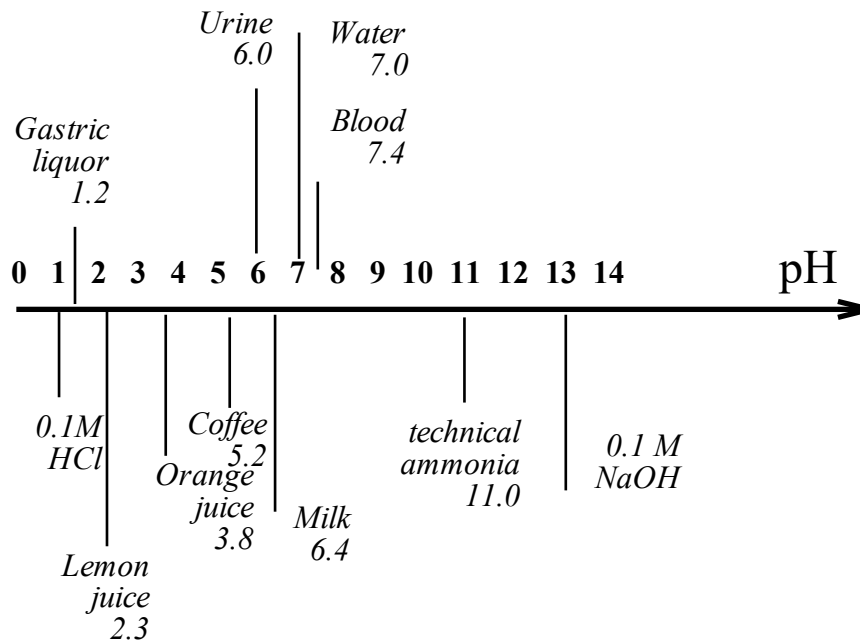 Urine
6.0
Water
7.0
Blood
7.4
Gastric
liquor
1.2
0 1 2 3 4 5 6 7 8 9 10 11 12 13 14 pH
0.1M
HCl
Coffee
5.2
Orange
juice
3.8
technical
ammonia
11.0
0.1 M
NaOH
Milk
6.4
Lemon
juice
2.3